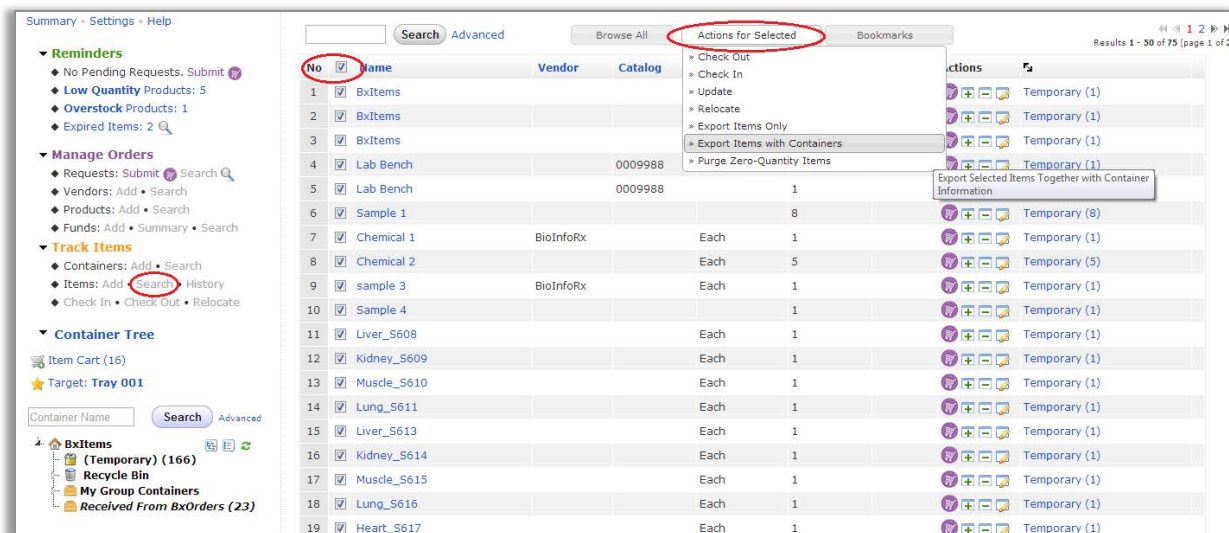 Summary • Settings • Help
Reminders
No Pending Requests. Submit
Low Quantity Products: 5
Overstock Products: 1
Expired Items: 2
Manage Orders
Requests: Submit Search
Vendors: Add • Search
Products: Add • Search
Funds: Add • Summary • Search
Track Items
Containers: Add • Search
Items: Add • Search • History
Check In • Check Out • Relocate
Container Tree
Item Cart (16)
Target: Tray 001
Container Name Search Advanced
BxItems
(Temporary) (166)
Recycle Bin
My Group Containers
Received From BxOrders (23)
Search Advanced Browse All Actions for Selected Bookmarks
1 2
Results 1 - 50 of 75 (page 1 of 2
» Check Out
» Check In
» Update
» Relocate
» Export Items Only
» Export Items with Containers
» Purge Zero-Quantity Items
Export Selected Items Together with Container
Information
No Name Vendor Catalog Actions
1 BxItems Temporary (1)
2 BxItems Temporary (1)
3 BxItems Temporary (1)
4 Lab Bench 0009988 Temporary (1)
5 Lab Bench 0009988 1
6 Sample 1 8 Temporary (8)
7 Chemical 1 BioInfoRx Each 1 Temporary (1)
8 Chemical 2 Each 5 Temporary (5)
9 sample 3 BioInfoRx Each 1 Temporary (1)
10 Sample 4 1 Temporary (1)
11 Liver_S608 Each 1 Temporary (1)
12 Kidney_S609 Each 1 Temporary (1)
13 Muscle_S610 Each 1 Temporary (1)
14 Lung_S611 Each 1 Temporary (1)
15 Liver_S613 Each 1 Temporary (1)
16 Kidney_S614 Each 1 Temporary (1)
17 Muscle_S615 Each 1 Temporary (1)
18 Lung_S616 Each 1 Temporary (1)
19 Heart_S617 Each 1 Temporary (1)